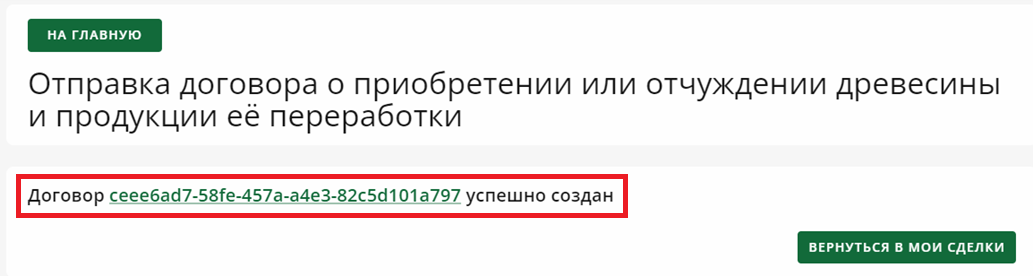 НА ГЛАВНУЮ
Отправка договора о приобретении или отчуждении древесины
и продукции её переработки
Договор ceee6ad7-58fe-457a-a4e3-82c5d101a797 успешно создан
ВЕРНУТЬСЯ В МОИ СДЕЛКИ